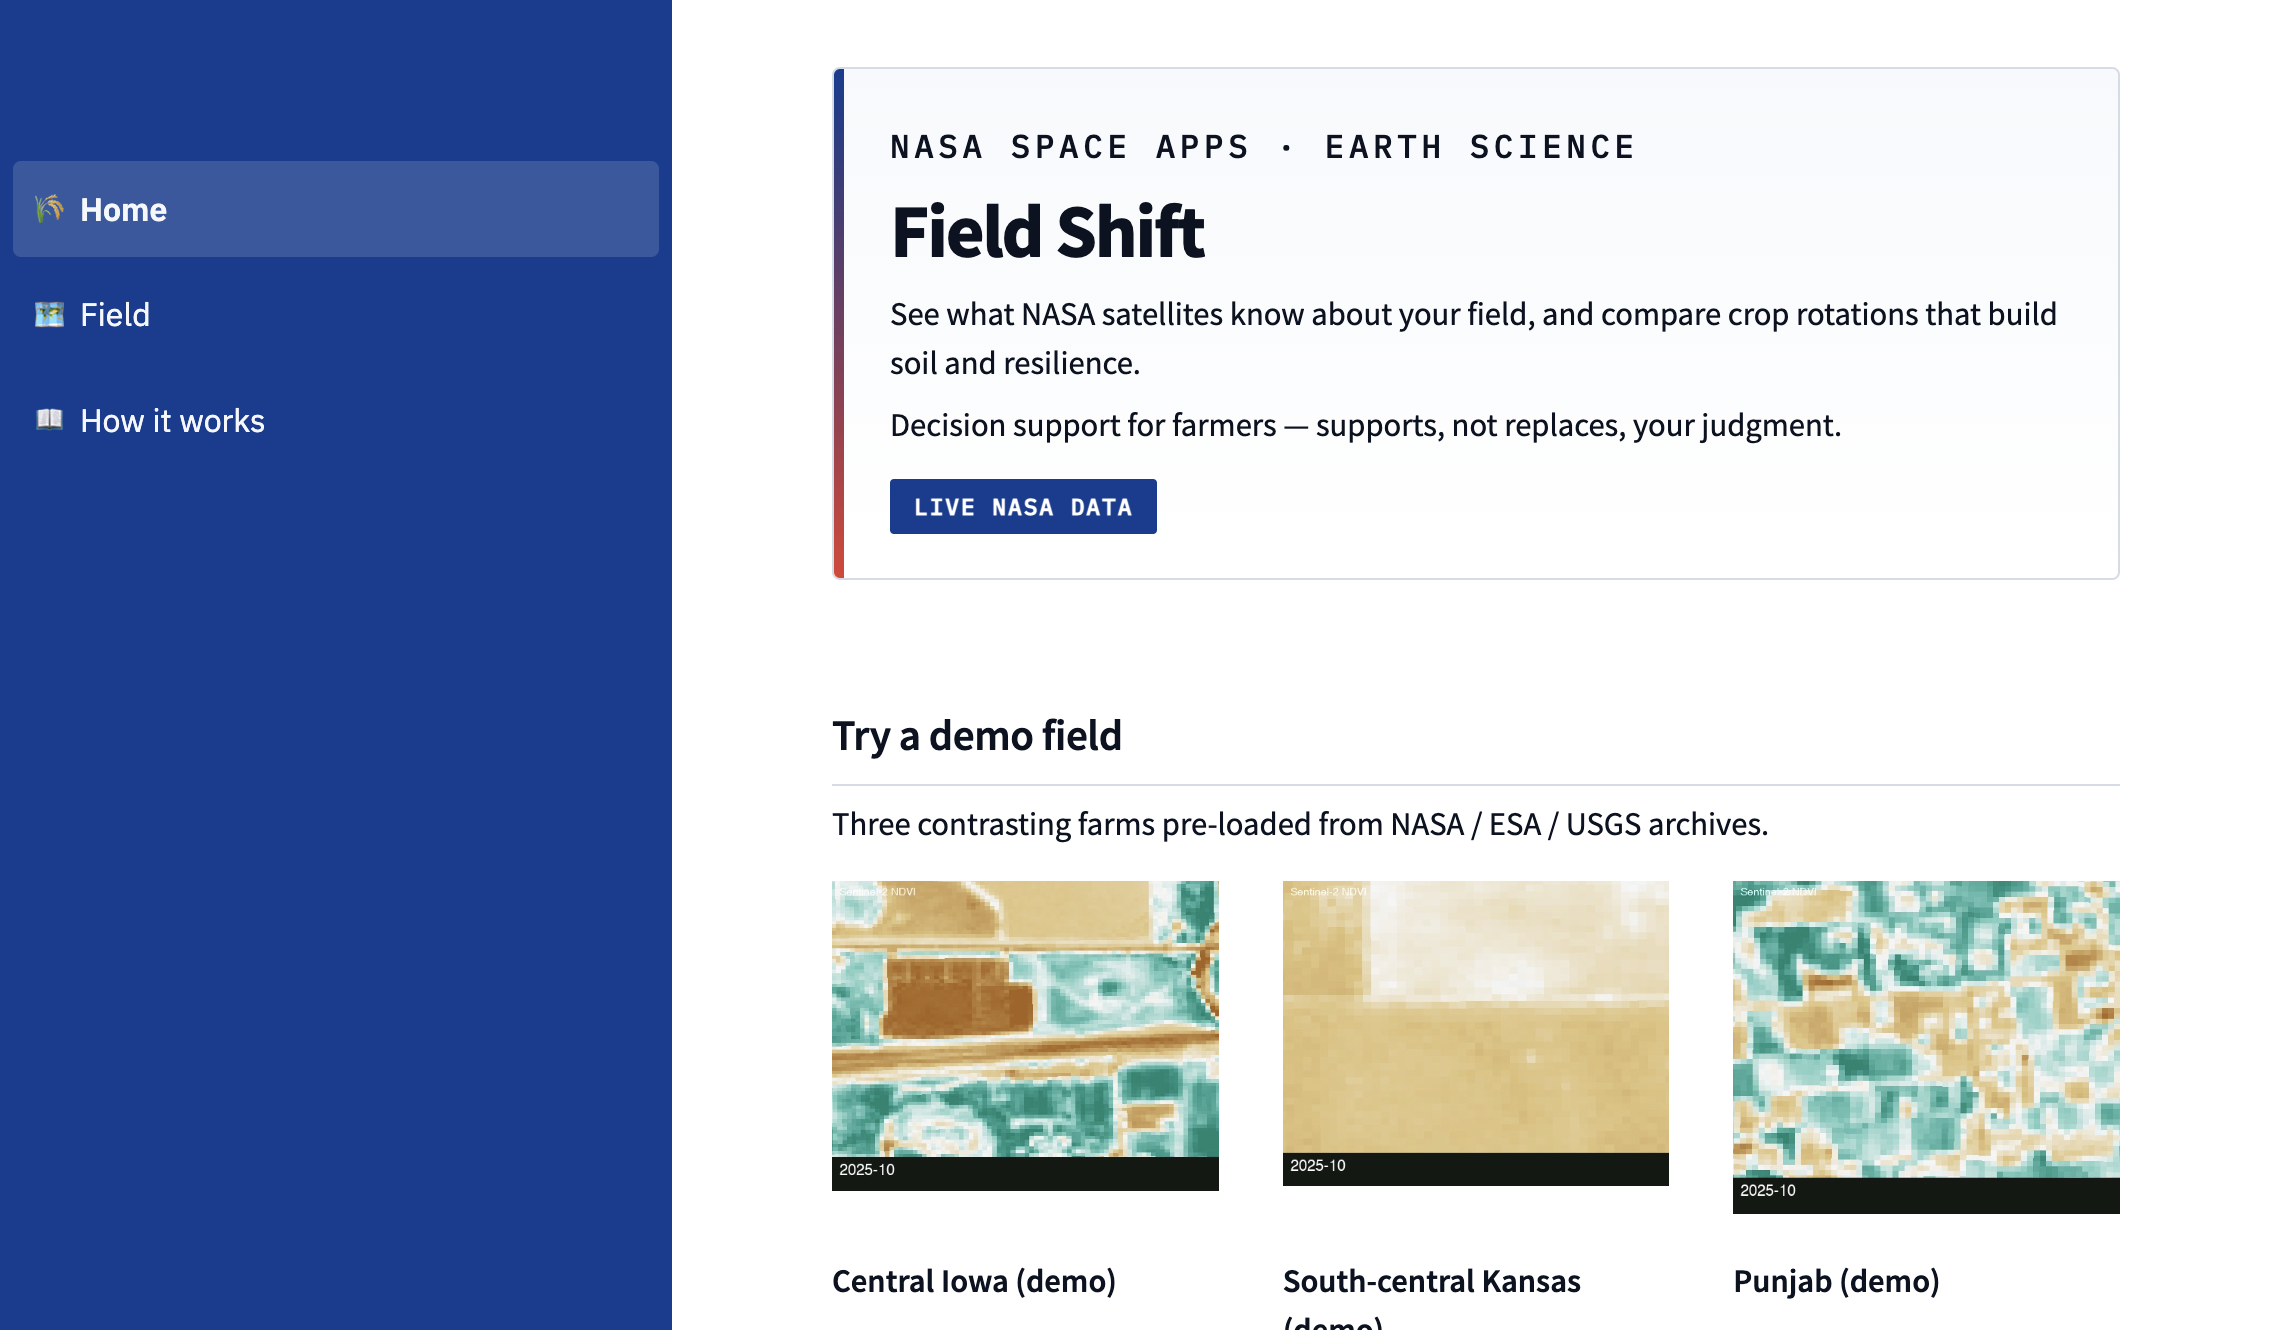 Home
Field
How it works
NASA SPACE APPS · EARTH SCIENCE
Field Shift
See what NASA satellites know about your field, and compare crop rotations that build
soil and resilience.
Decision support for farmers — supports, not replaces, your judgment.
LIVE NASA DATA
Try a demo field
Three contrasting farms pre-loaded from NASA / ESA / USGS archives.
Sentinel-2 NDVI
Sentinel-2 NDVI
Sentinel-2 NDVI
2025-10
2025-10
2025-10
Central Iowa (demo)
South-central Kansas
(demo)
Punjab (demo)